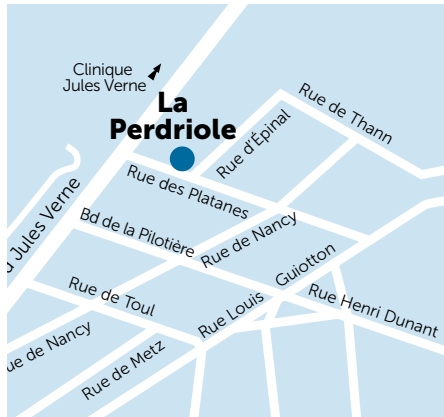 Clinique
Jules Verne
La
Perdriole
Rue de Thann
Rue d'Épinal
Rue des Platanes
d Jules Verne
Bd de la Pilotière
Rue de Nancy
Guiotton
Rue de Toul
Rue Louis
Rue Henri Dunant
ue de Nancy
Rue de Metz